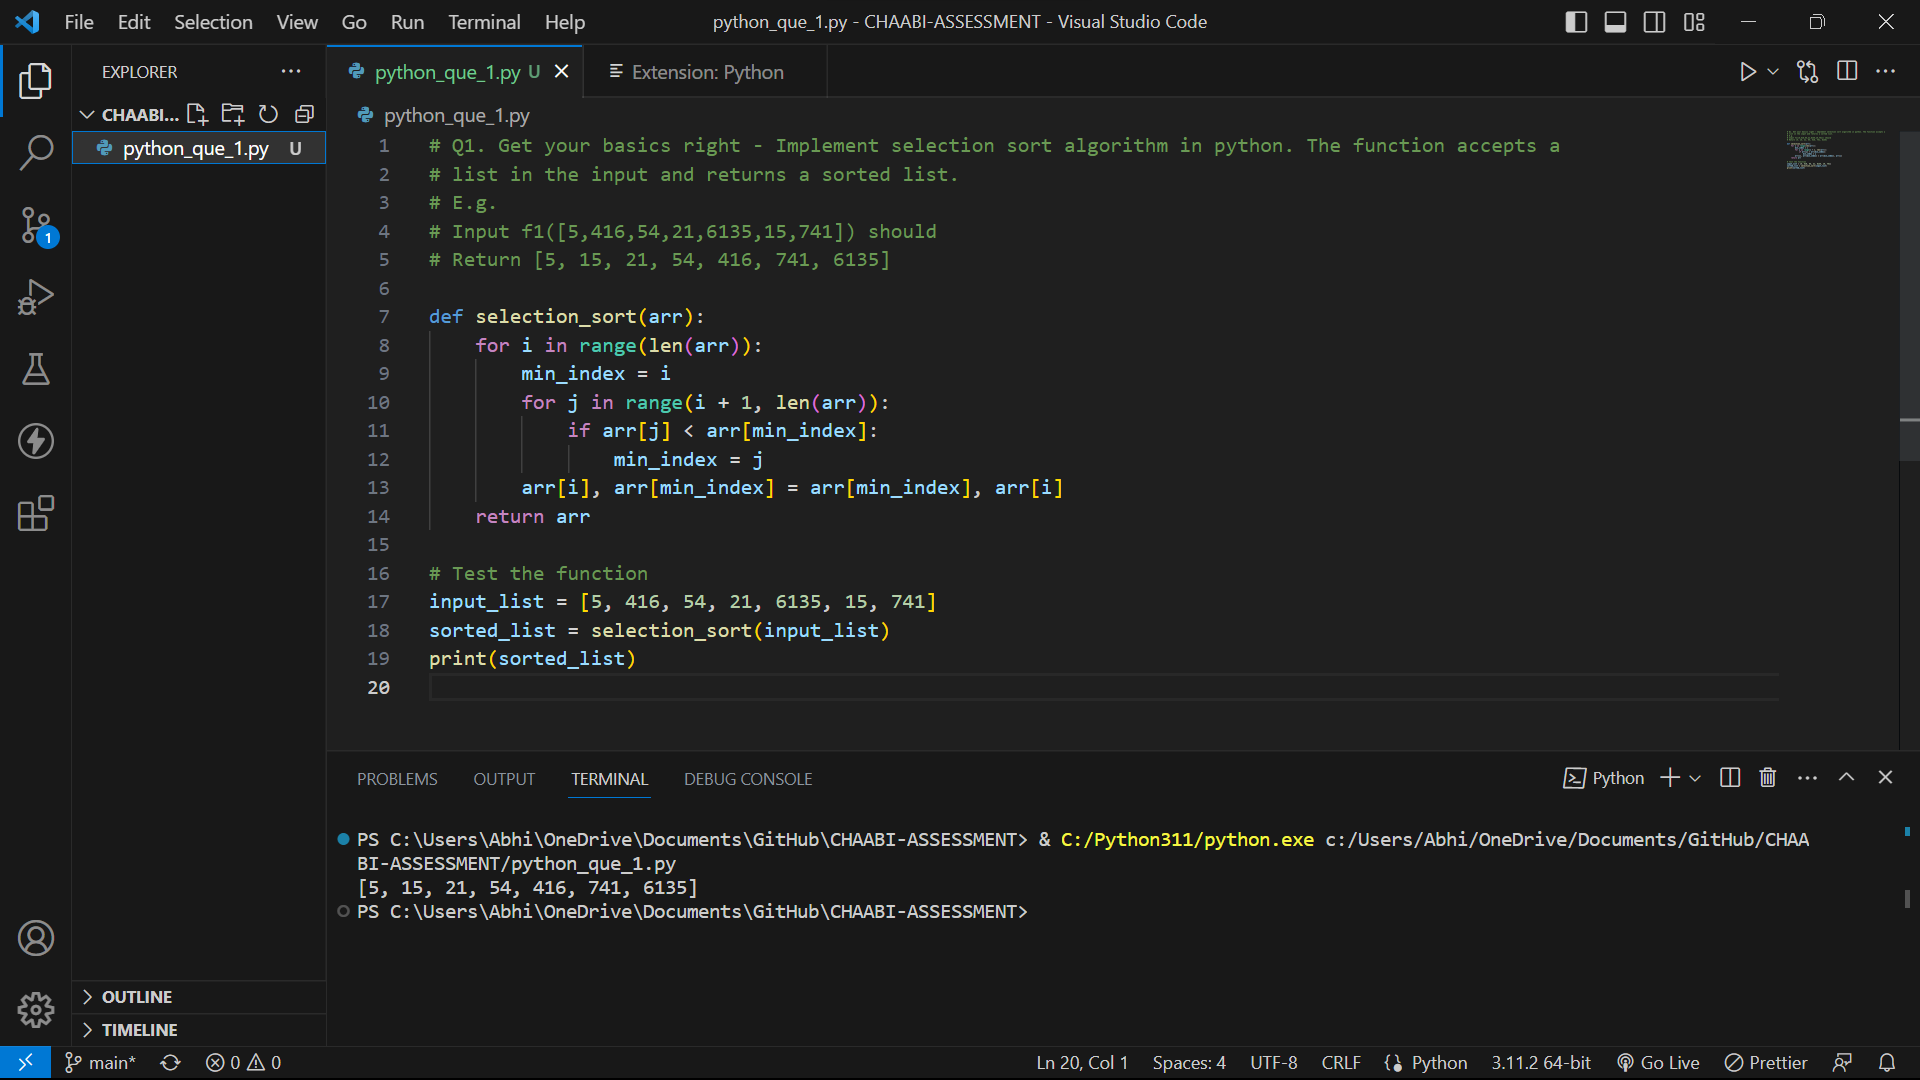 File Edit Selection View Go Run Terminal Help
python_que_1.py - CHAABI-ASSESSMENT - Visual Studio Code
EXPLORER
CHAABI...
python_que_1.py U
1
python_que_1.py U
Extension: Python
python_que_1.py
1 # Q1. Get your basics right - Implement selection sort algorithm in python. The function accepts a
2 # list in the input and returns a sorted list.
3 # E.g.
4 # Input f1([5,416,54,21,6135,15,741]) should
5 # Return [5, 15, 21, 54, 416, 741, 6135]
6
7 def selection_sort(arr):
8     for i in range(len(arr)):
9         min_index = i
10         for j in range(i + 1, len(arr)):
11             if arr[j] < arr[min_index]:
12                 min_index = j
13         arr[i], arr[min_index] = arr[min_index], arr[i]
14     return arr
15
16 # Test the function
17 input_list = [5, 416, 54, 21, 6135, 15, 741]
18 sorted_list = selection_sort(input_list)
19 print(sorted_list)
20
PROBLEMS OUTPUT TERMINAL DEBUG CONSOLE
Python
PS C:\Users\Abhi\OneDrive\Documents\GitHub\CHAABI-ASSESSMENT> & C:/Python311/python.exe c:/Users/Abhi/OneDrive/Documents/GitHub/CHAA
BI-ASSESSMENT/python_que_1.py
[5, 15, 21, 54, 416, 741, 6135]
PS C:\Users\Abhi\OneDrive\Documents\GitHub\CHAABI-ASSESSMENT>
OUTLINE
TIMELINE
main* 0 0
Ln 20, Col 1 Spaces: 4 UTF-8 CRLF Python 3.11.2 64-bit Go Live Prettier